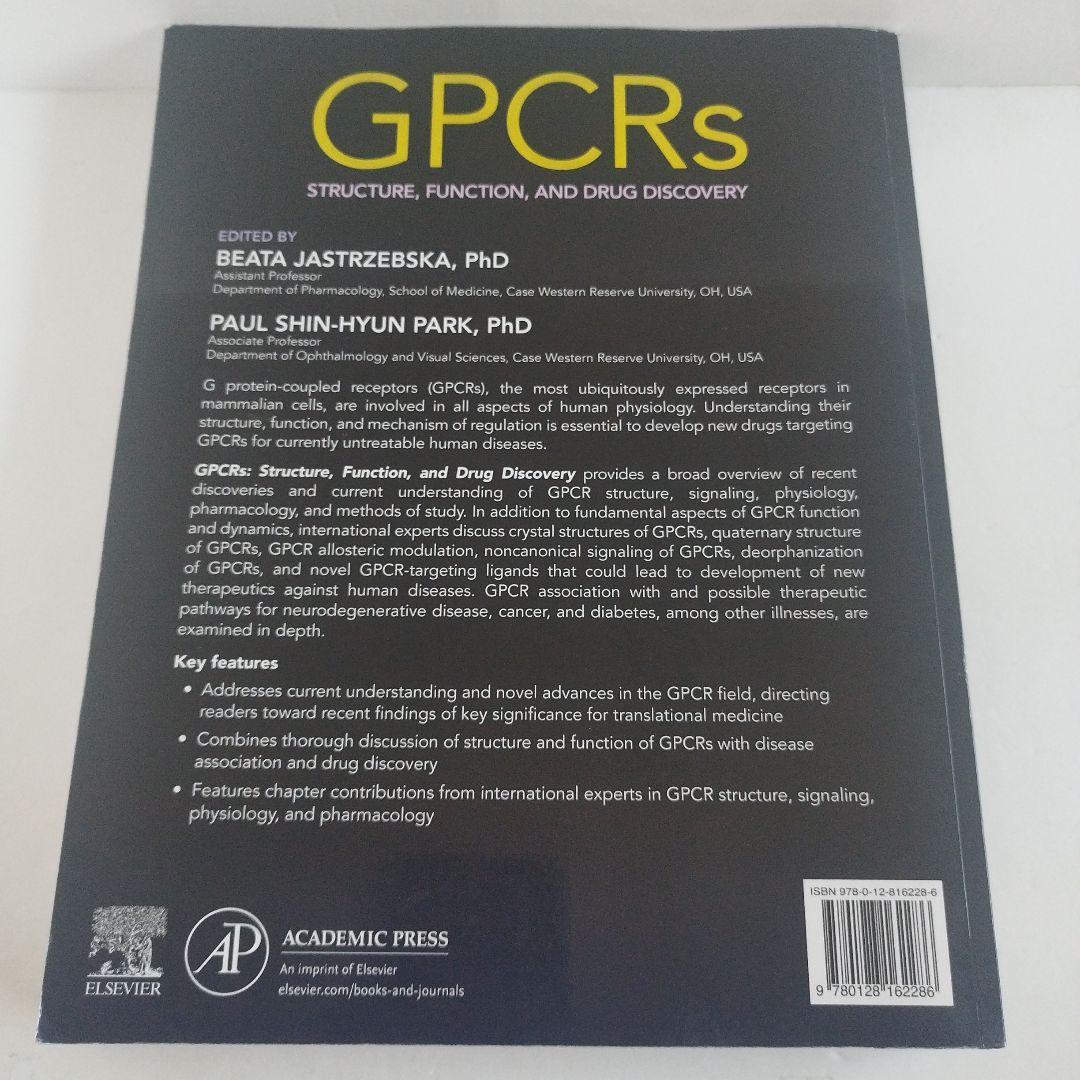 GPCRs
STRUCTURE, FUNCTION, AND DRUG DISCOVERY
EDITED BY
BEATA JASTRZEBSKA, PhD
Assistant Professor
Department of Pharmacology, School of Medicine, Case Western Reserve University, OH, USA
PAUL SHIN-HYUN PARK, PhD
Associate Professor
Department of Ophthalmology and Visual Sciences, Case Western Reserve University, OH, USA
G protein-coupled receptors (GPCRs), the most ubiquitously expressed receptors in
mammalian cells, are involved in all aspects of human physiology. Understanding their
structure, function, and mechanism of regulation is essential to develop new drugs targeting
GPCRs for currently untreatable human diseases.
GPCRs: Structure, Function, and Drug Discovery provides a broad overview of recent
discoveries and current understanding of GPCR structure, signaling, physiology,
pharmacology, and methods of study. In addition to fundamental aspects of GPCR function
and dynamics, international experts discuss crystal structures of GPCRs, quaternary structure
of GPCRs, GPCR allosteric modulation, noncanonical signaling of GPCRs, deorphanization
of GPCRs, and novel GPCR-targeting ligands that could lead to development of new
therapeutics against human diseases. GPCR association with and possible therapeutic
pathways for neurodegenerative disease, cancer, and diabetes, among other illnesses, are
examined in depth.
Key features
• Addresses current understanding and novel advances in the GPCR field, directing
readers toward recent findings of key significance for translational medicine
• Combines thorough discussion of structure and function of GPCRs with disease
association and drug discovery
• Features chapter contributions from international experts in GPCR structure, signaling,
physiology, and pharmacology
ELSEVIER
AP
ACADEMIC PRESS
An imprint of Elsevier
elsevier.com/books-and-journals
ISBN 978-0-12-816228-6
9 780128 162286